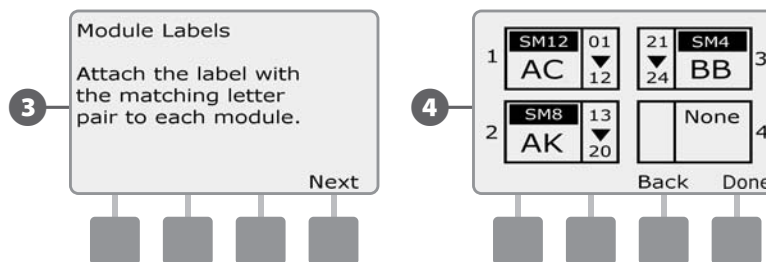 3
Module Labels
Attach the label with
the matching letter
pair to each module.
Next
4
1
SM12
AC
01
12
21
24
SM4
BB
3
2
SM8
AK
13
20
None
4
Back
Done